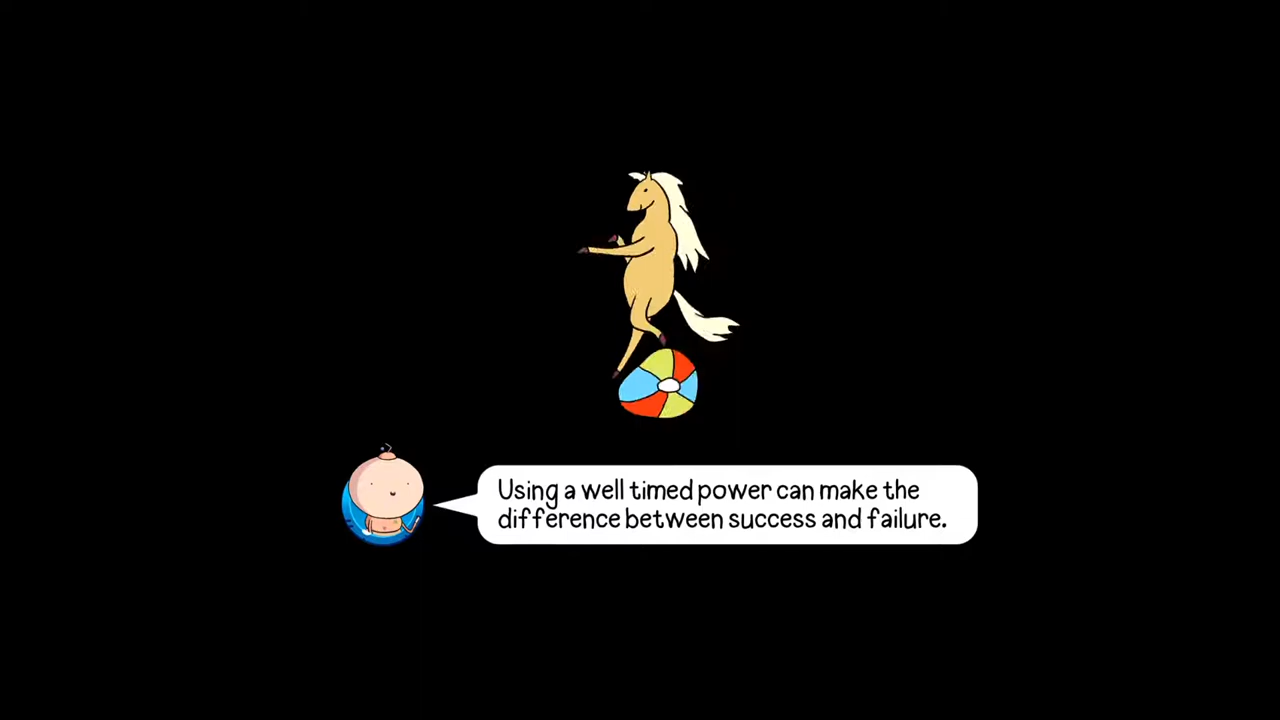 Using a well timed power can make the
difference between success and failure.